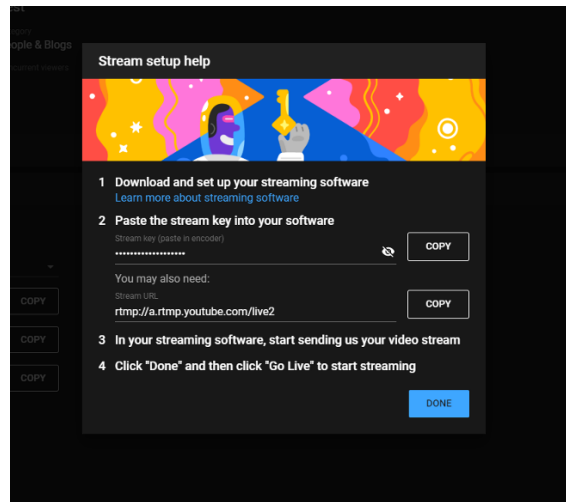 Stream setup help
ople & Blogs
1 Download and set up your streaming software
Learn more about streaming software
2 Paste the stream key into your software
Stream key (paste in encoder)
••••••••••••••••••• COPY
You may also need:
Stream URL
rtmp://a.rtmp.youtube.com/live2 COPY
3 In your streaming software, start sending us your video stream
4 Click "Done" and then click "Go Live" to start streaming
DONE
COPY
COPY
COPY